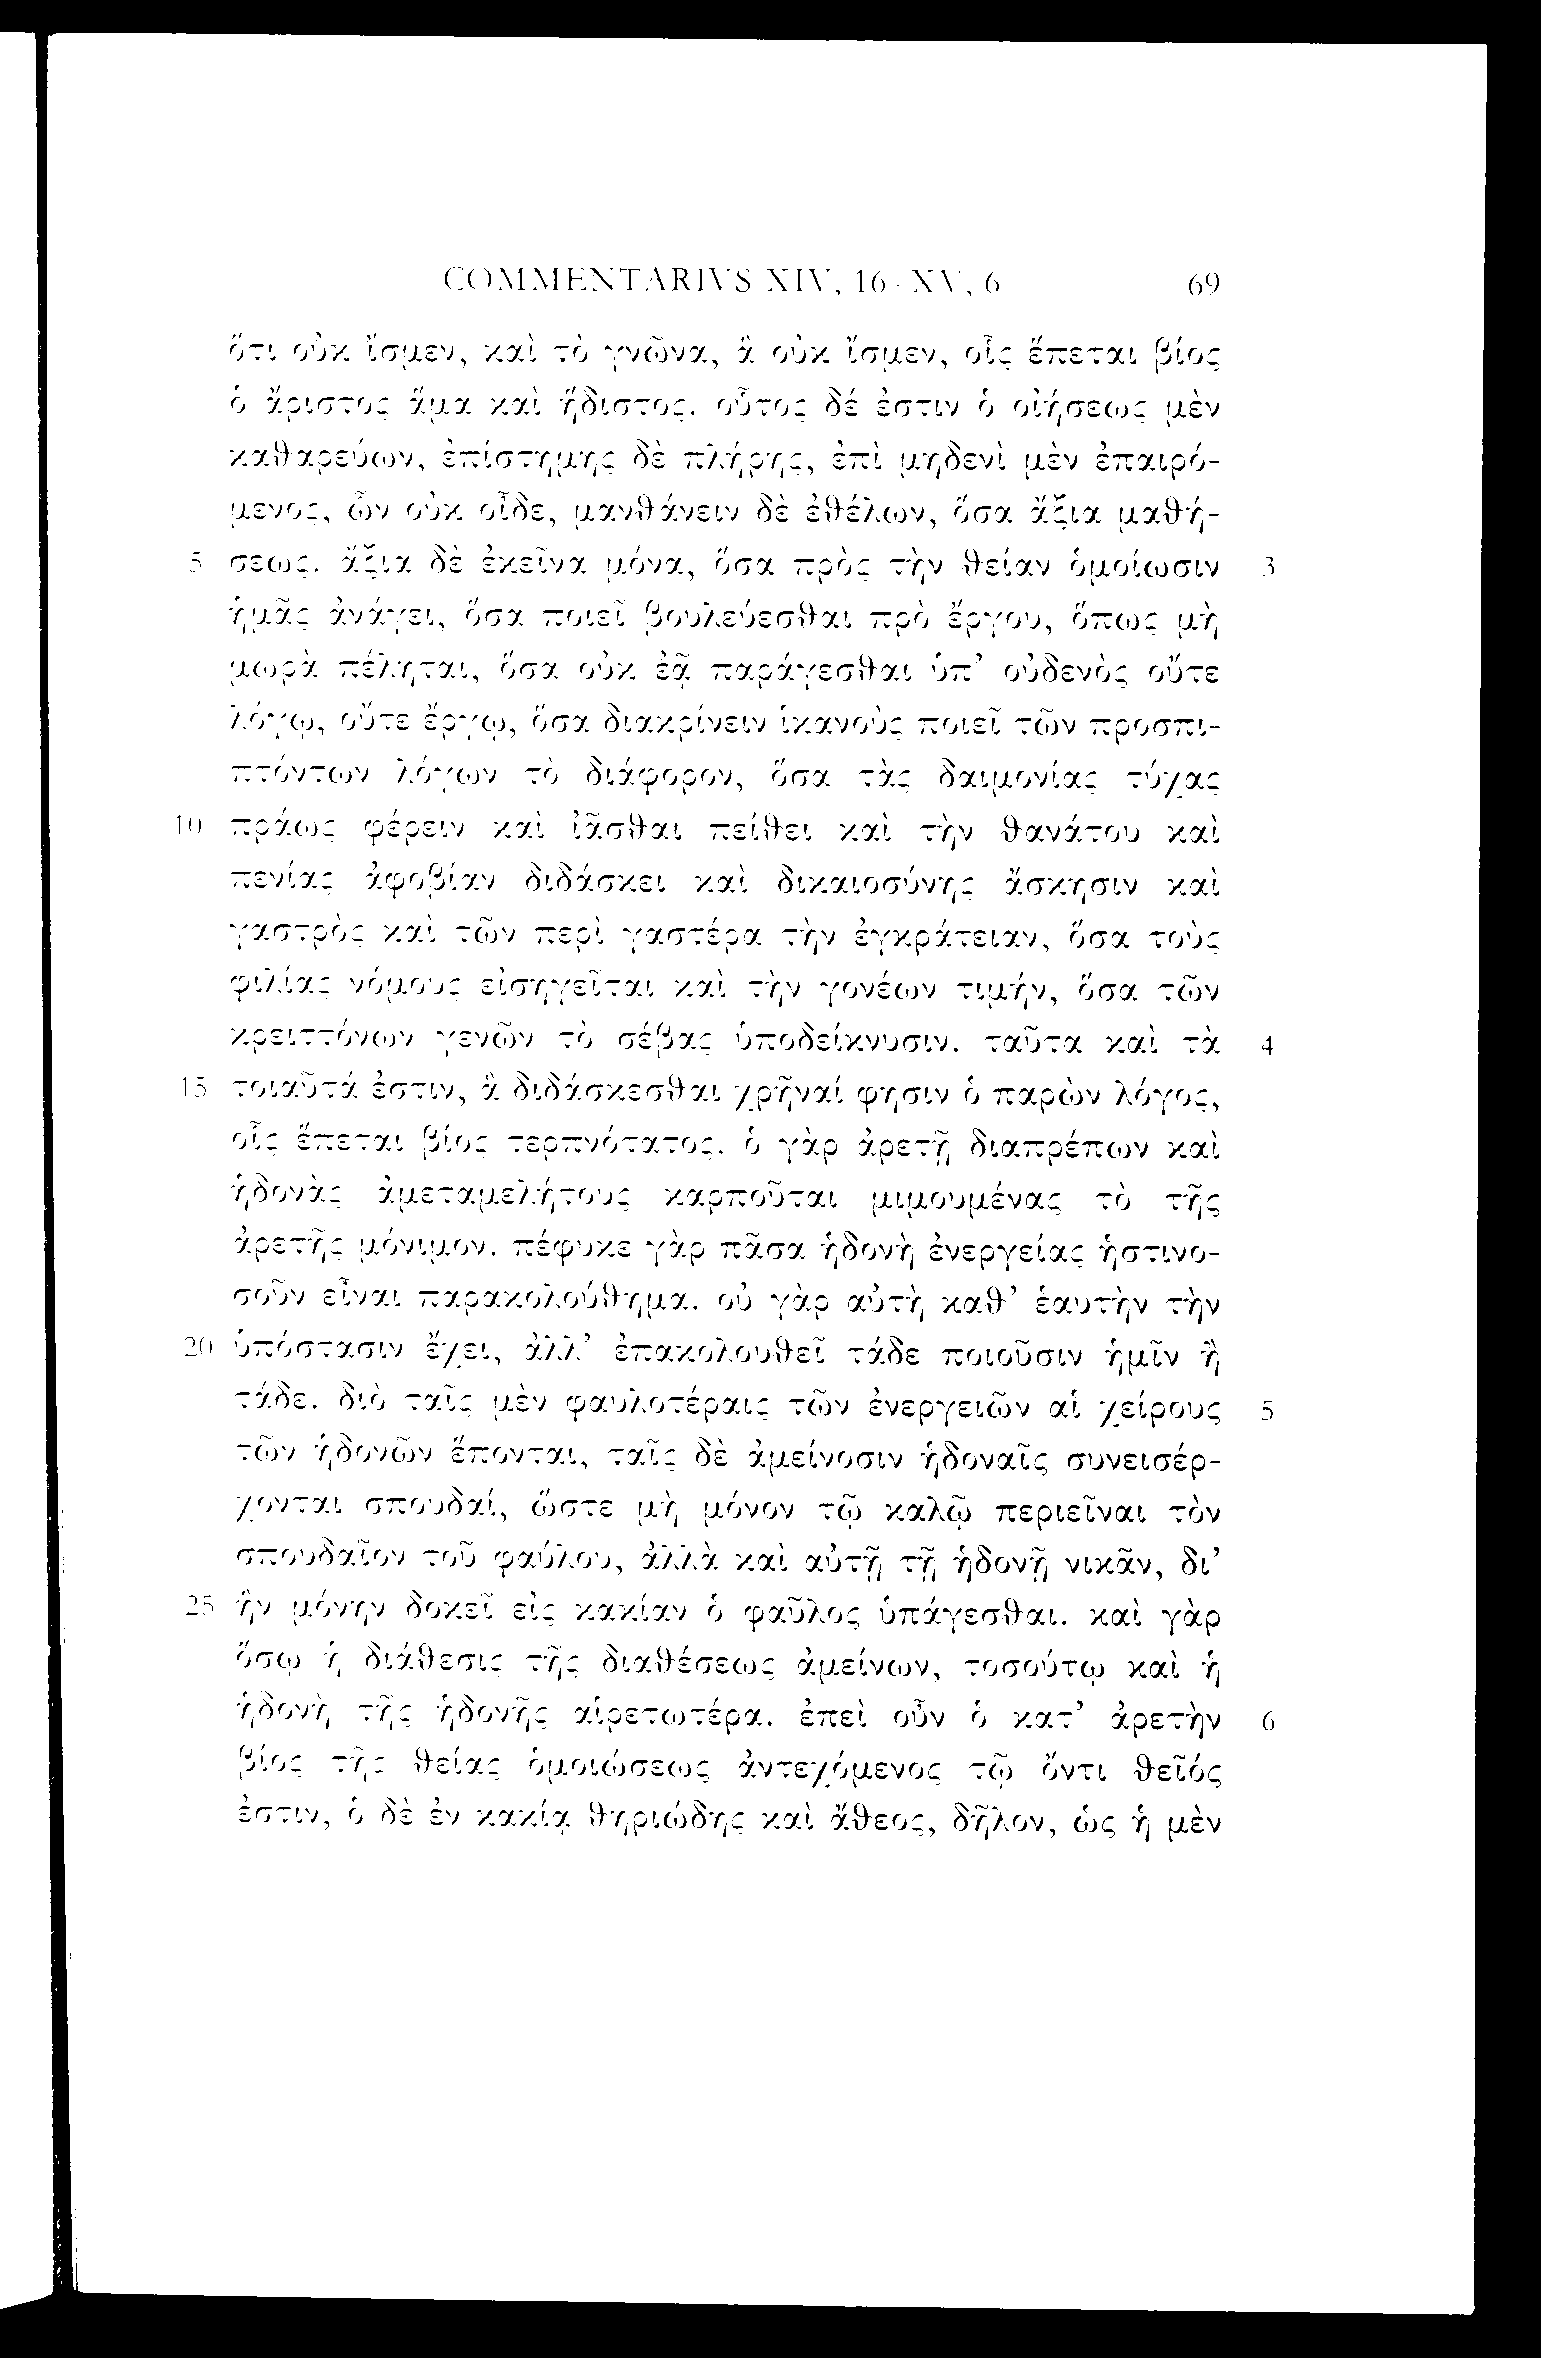 COMMENTARIVS XIV, 16 - XV, 6 69
ὅτι οὐκ ἴσμεν, καὶ τὸ γνῶνα, ἃ οὐκ ἴσμεν, οἷς ἕπεται βίος
ὁ ἄριστος ἅμα καὶ ἥδιστος. οὗτος δέ ἐστιν ὁ οἰήσεως μὲν
καθαρεύων, ἐπίστημης δὲ πλήρης, ἐπὶ μηδενὶ μὲν ἐπαιρό-
μενος, ὧν οὐκ οἶδε, μανθάνειν δὲ ἐθέλων, ὅσα ἄξια μαθή-
5 σεως. ἄξια δὲ ἐκεῖνα μόνα, ὅσα πρὸς τὴν θείαν ὁμοίωσιν 3
ἡμᾶς ἀνάγει, ὅσα ποιεῖ βουλεύεσθαι πρὸ ἔργου, ὅπως μὴ
μωρὰ πέληται, ὅσα οὐκ ἐᾷ παράγεσθαι ὑπ’ οὐδενὸς οὔτε
λόγῳ, οὔτε ἔργῳ, ὅσα διακρίνειν ἱκανοὺς ποιεῖ τῶν προσπι-
πτόντων λόγων τὸ διάφορον, ὅσα τὰς δαιμονίας τύχας
10 πράως φέρειν καὶ ἰᾶσθαι πείθει καὶ τὴν θανάτου καὶ
πενίας ἀφοβίαν διδάσκει καὶ δικαιοσύνης ἄσκησιν καὶ
γαστρὸς καὶ τῶν περὶ γαστέρα τὴν ἐγκράτειαν, ὅσα τοὺς
φιλίας νόμους εἰσηγεῖται καὶ τὴν γονέων τιμήν, ὅσα τῶν
κρειττόνων γενῶν τὸ σέβας ὑποδείκνυσιν. ταῦτα καὶ τὰ 4
15 τοιαῦτά ἐστιν, ἃ διδάσκεσθαι χρῆναί φησιν ὁ παρὼν λόγος,
οἷς ἕπεται βίος τερπνότατος. ὁ γὰρ ἀρετῇ διαπρέπων καὶ
ἡδονὰς ἀμεταμελήτους καρποῦται μιμουμένας τὸ τῆς
ἀρετῆς μόνιμον. πέφυκε γὰρ πᾶσα ἡδονὴ ἐνεργείας ἡστινο-
σοῦν εἶναι παρακολούθημα. οὐ γὰρ αὐτὴ καθ’ ἑαυτὴν τὴν
20 ὑπόστασιν ἔχει, ἀλλ’ ἐπακολουθεῖ τάδε ποιοῦσιν ἡμῖν ἢ
τάδε. διὸ ταῖς μὲν φαυλοτέραις τῶν ἐνεργειῶν αἱ χείρους 5
τῶν ἡδονῶν ἕπονται, ταῖς δὲ ἀμείνοσιν ἡδοναῖς συνεισέρ-
χονται σπουδαί, ὥστε μὴ μόνον τῷ καλῷ περιεῖναι τὸν
σπουδαῖον τοῦ φαύλου, ἀλλὰ καὶ αὐτῇ τῇ ἡδονῇ νικᾶν, δι’
25 ἣν μόνην δοκεῖ εἰς κακίαν ὁ φαῦλος ὑπάγεσθαι. καὶ γὰρ
ὅσῳ ἡ διάθεσις τῆς διαθέσεως ἀμείνων, τοσούτῳ καὶ ἡ
ἡδονὴ τῆς ἡδονῆς αἱρετωτέρα. ἐπεὶ οὖν ὁ κατ’ ἀρετὴν 6
βίος τῆς θείας ὁμοιώσεως ἀντεχόμενος τῷ ὄντι θεῖός
ἐστιν, ὁ δὲ ἐν κακίᾳ θηριώδης καὶ ἄθεος, δῆλον, ὡς ἡ μὲν